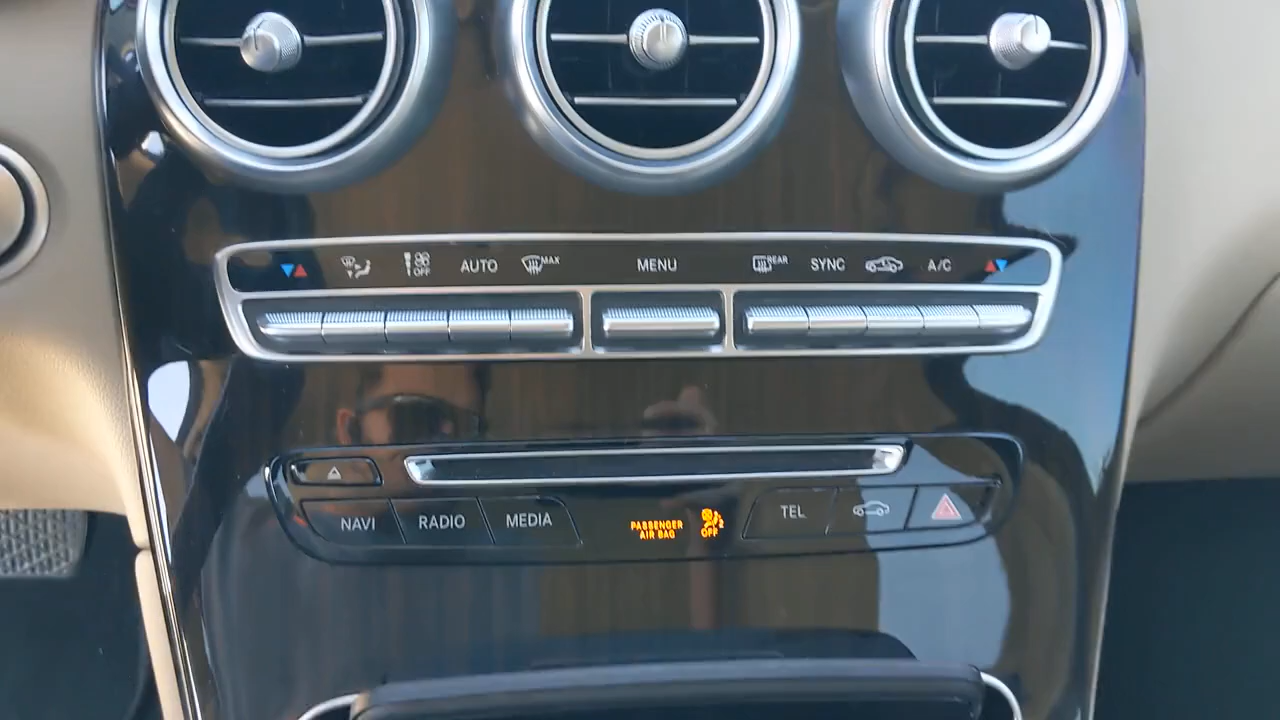 OFF AUTO MAX MENU REAR SYNC A/C
NAVI RADIO MEDIA
PASSENGER
AIR BAG OFF
TEL